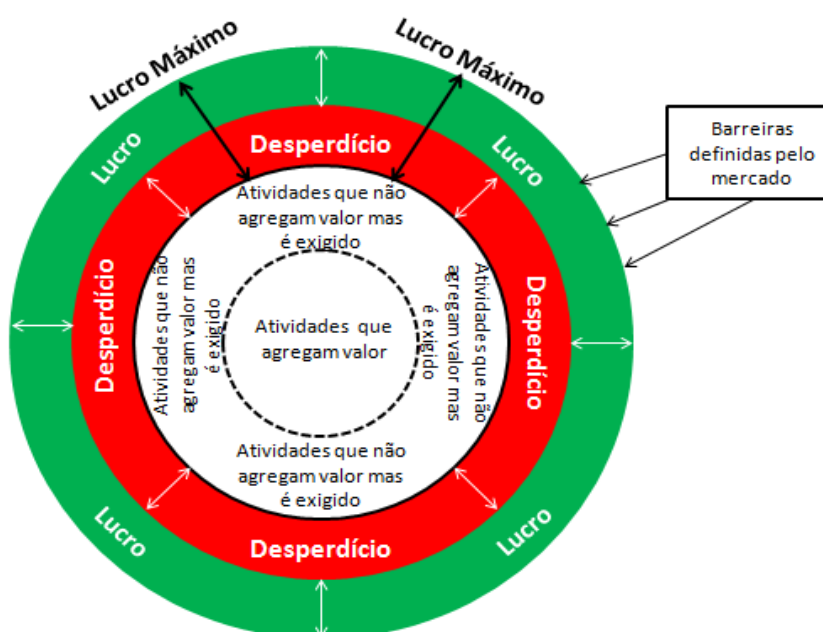 Lucro Máximo
Lucro Máximo
Lucro
Lucro
Barreiras
definidas pelo
mercado
Desperdício
Atividades que não
agregam valor mas
é exigido
Desperdício
Atividades que não
agregam valor mas
é exigido
Atividades que
agregam valor
Atividades que não
agregam valor mas
é exigido
Desperdício
Atividades que não
agregam valor mas
é exigido
Lucro
Lucro
Desperdício